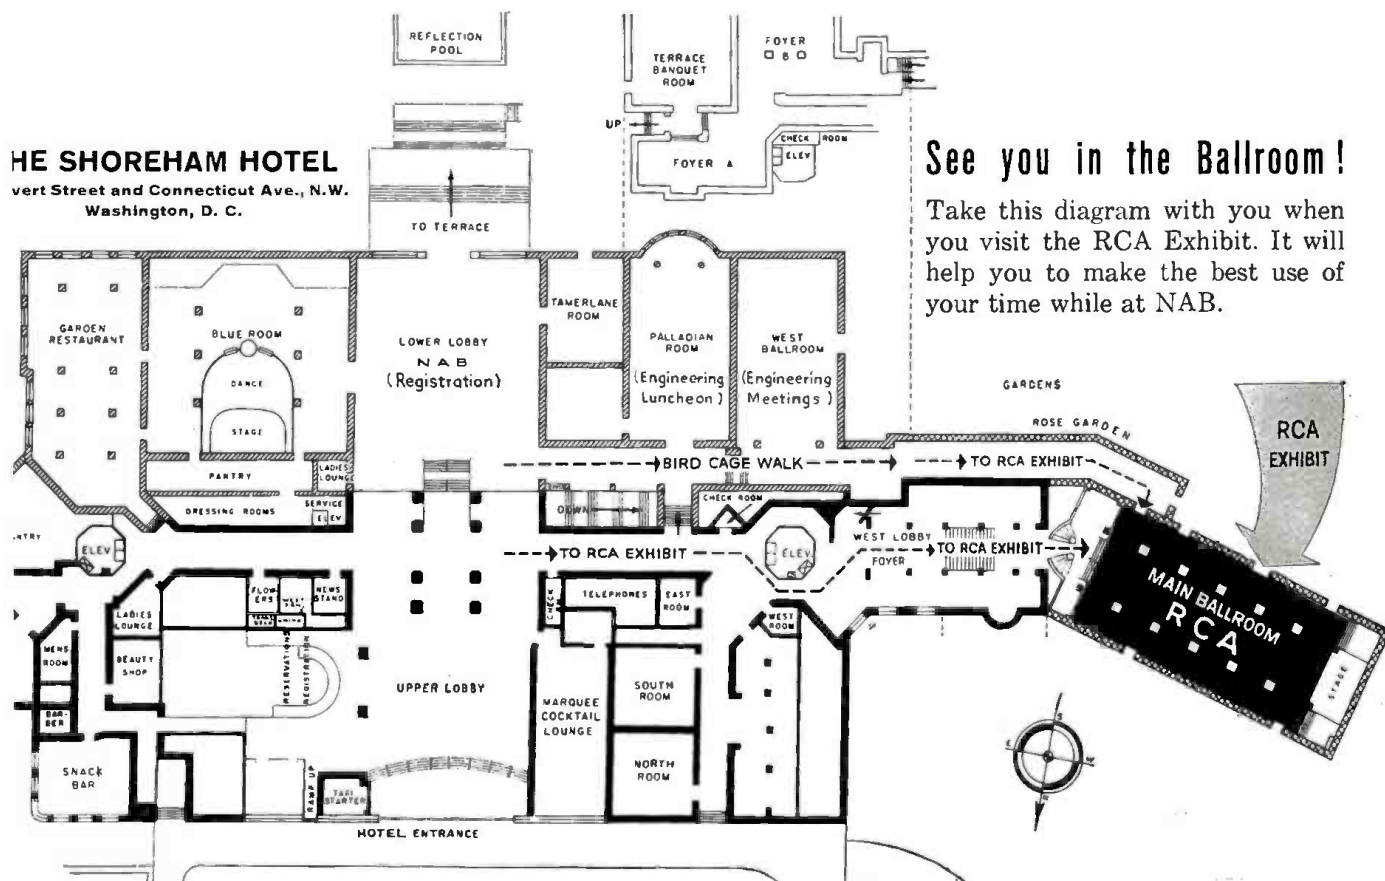 REFLECTION
POOL
TERRACE
BANQUET
ROOM
FOYER
B
UP
FOYER A
CHECK ROOM
ELEV
HE SHOREHAM HOTEL
vert Street and Connecticut Ave., N.W.
Washington, D. C.
See you in the Ballroom!
Take this diagram with you when
you visit the RCA Exhibit. It will
help you to make the best use of
your time while at NAB.
TO TERRACE
GARDEN
RESTAURANT
BLUE ROOM
DANCE
STAGE
LOWER LOBBY
NAB
(Registration)
TAMERLANE
ROOM
PALLADIAN
ROOM
(Engineering
Luncheon)
WEST
BALLROOM
(Engineering
Meetings)
GARDENS
ROSE GARDEN
RCA
EXHIBIT
PANTRY
LADIES
LOUNGE
DRESSING ROOMS
SERVICE
ELEV
BIRD CAGE WALK
TO RCA EXHIBIT
DOWN
CHECK ROOM
NTRY
ELEV
TO RCA EXHIBIT
ELEV
WEST LOBBY
FOYER
TO RCA EXHIBIT
MAIN BALLROOM
RCA
STAGE
LADIES
LOUNGE
FLOW
ERS
NEWS
STAND
CHECK
TELEPHONES
EAST
ROOM
WEST
ROOM
MENS
ROOM
BEAUTY
SHOP
RESERVATIONS
REGISTRATION
UPPER LOBBY
MARQUEE
COCKTAIL
LOUNGE
SOUTH
ROOM
BAR-
BER
NORTH
ROOM
SNACK
BAR
RAMP UP
TAXI
STARTER
HOTEL ENTRANCE
S
E
W
N